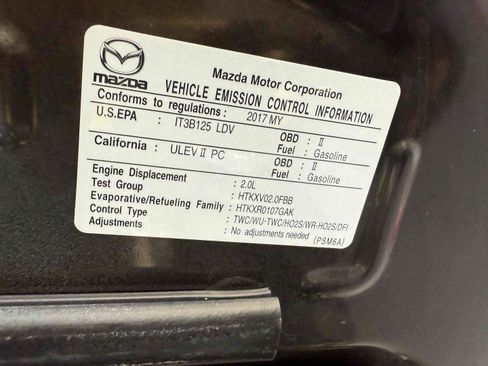 mazda
Mazda Motor Corporation
VEHICLE EMISSION CONTROL INFORMATION
Conforms to regulations: 2017 MY
U.S.EPA : IT3B125 LDV OBD : II
Fuel : Gasoline
California : ULEV II PC OBD : II
Fuel : Gasoline
Engine Displacement : 2.0L
Test Group : HTKXV02.0FBB
Evaporative/Refueling Family : HTKXR0107GAK
Control Type : TWC/WU-TWC/HO2S/WR-HO2S/DFI
Adjustments : No adjustments needed (PSM6A)